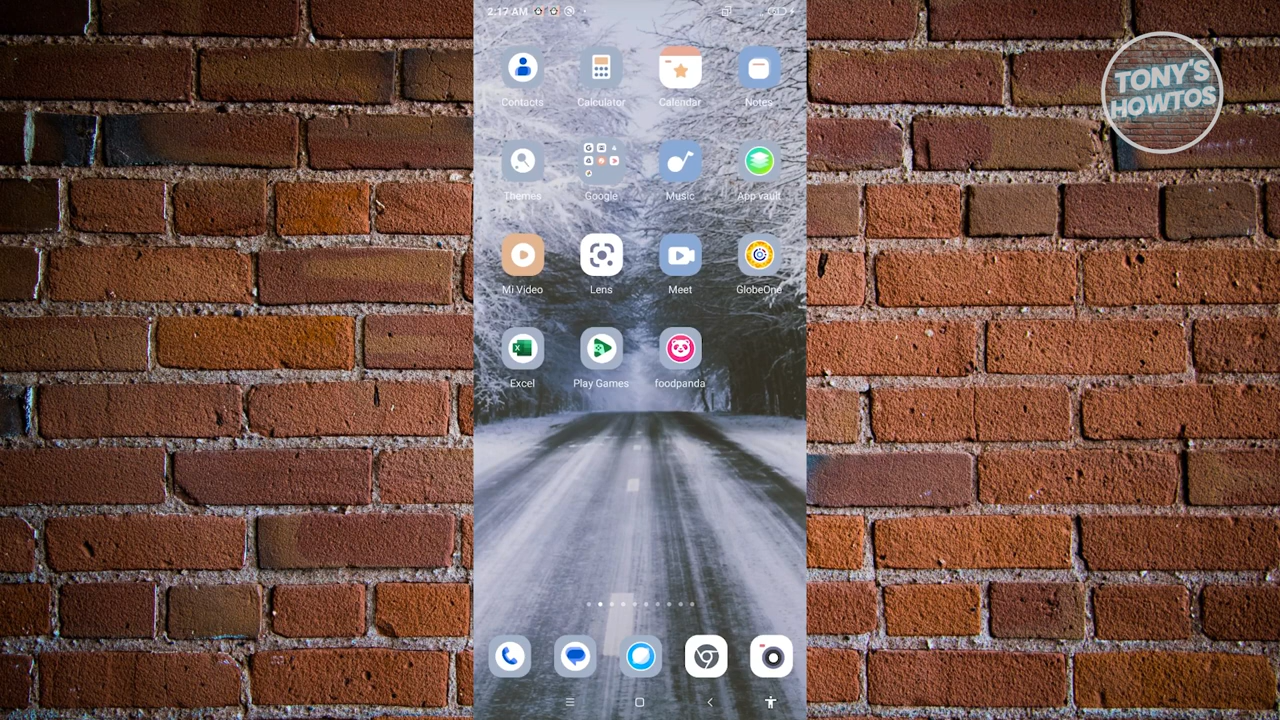 2:17 AM
TONY'S
HOWTOS
Contacts
Calculator
Calendar
Notes
Themes
Google
Music
App vault
Mi Video
Lens
Meet
GlobeOne
Excel
Play Games
foodpanda